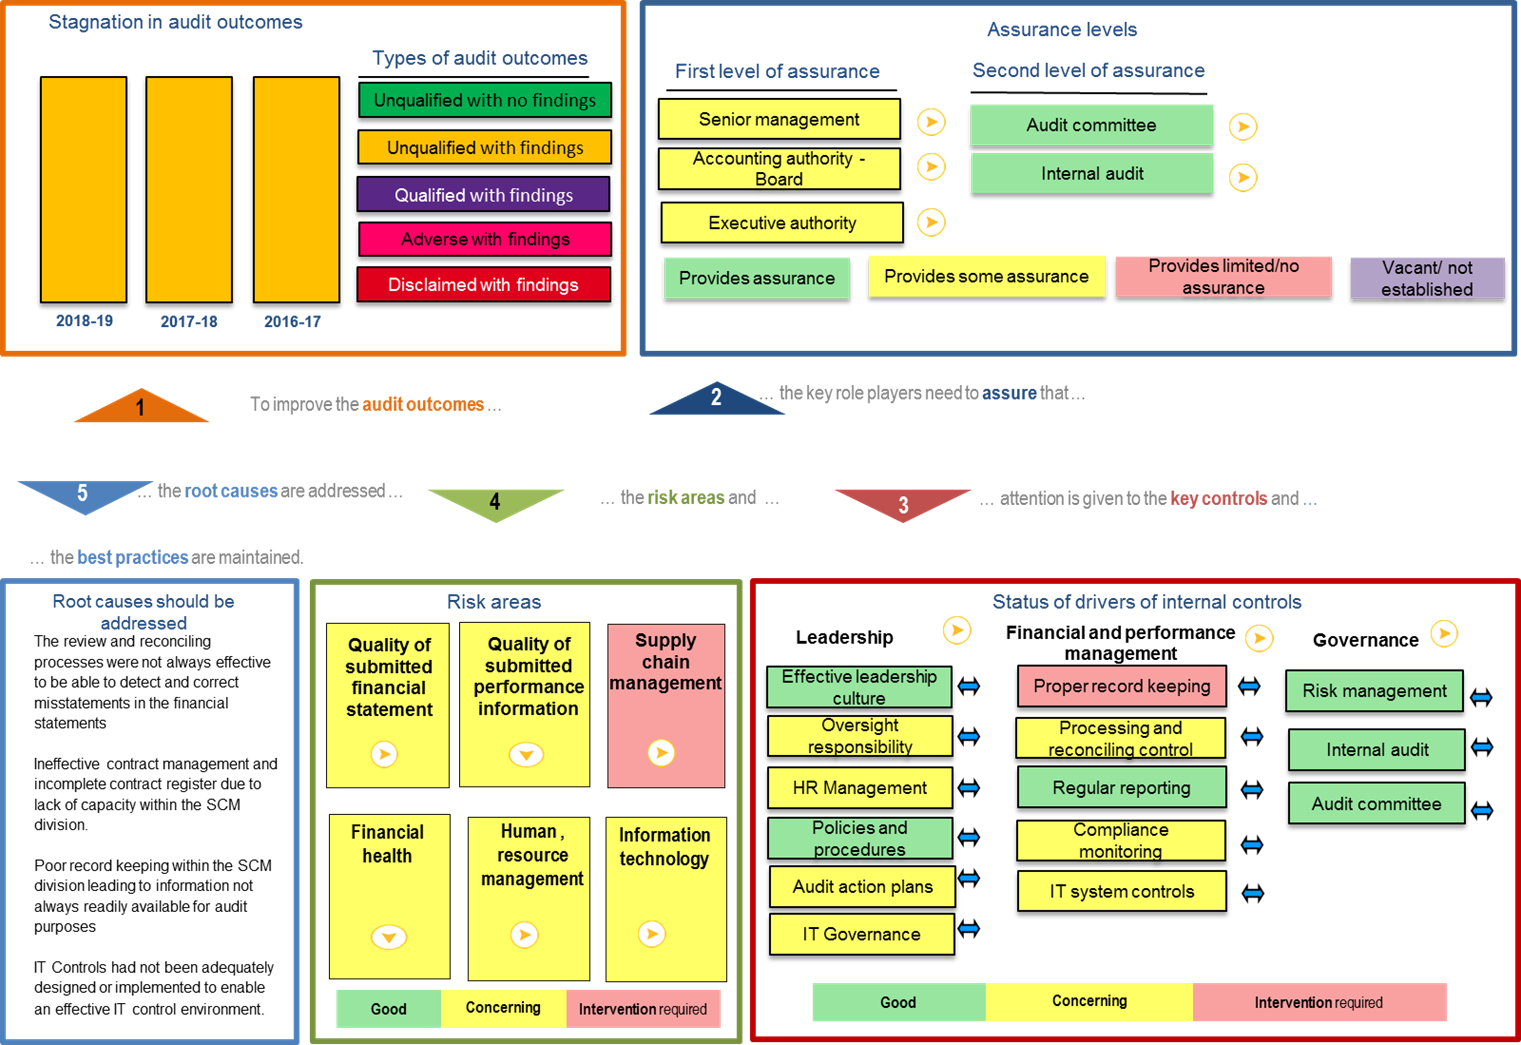 Stagnation in audit outcomes
Types of audit outcomes
Unqualified with no findings
Unqualified with findings
Qualified with findings
Adverse with findings
Disclaimed with findings
2018-19
2017-18
2016-17
Assurance levels
First level of assurance
Second level of assurance
Senior management
Accounting authority -
Board
Executive authority
Audit committee
Internal audit
Provides assurance
Provides some assurance
Provides limited/no
assurance
Vacant/ not
established
1
To improve the audit outcomes ...
2
... the key role players need to assure that ...
5
... the root causes are addressed ...
4
... the risk areas and ...
3
... attention is given to the key controls and ...
... the best practices are maintained.
Root causes should be
addressed
The review and reconciling
processes were not always effective
to be able to detect and correct
misstatements in the financial
statements
Ineffective contract management and
incomplete contract register due to
lack of capacity within the SCM
division.
Poor record keeping within the SCM
division leading to information not
always readily available for audit
purposes
IT Controls had not been adequately
designed or implemented to enable
an effective IT control environment.
Risk areas
Quality of
submitted
financial
statement
Quality of
submitted
performance
information
Supply
chain
management
Financial
health
Human ,
resource
management
Information
technology
Good
Concerning
Intervention required
Status of drivers of internal controls
Leadership
Effective leadership
culture
Oversight
responsibility
HR Management
Policies and
procedures
Audit action plans
IT Governance
Financial and performance
management
Proper record keeping
Processing and
reconciling control
Regular reporting
Compliance
monitoring
IT system controls
Governance
Risk management
Internal audit
Audit committee
Good
Concerning
Intervention required